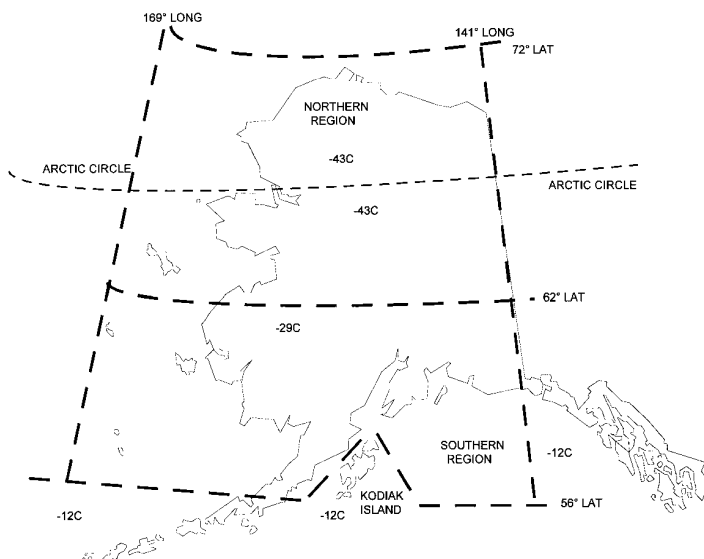 169° LONG
141° LONG
72° LAT
NORTHERN
REGION
-43C
ARCTIC CIRCLE
ARCTIC CIRCLE
-43C
62° LAT
-29C
SOUTHERN
REGION
-12C
KODIAK
ISLAND
56° LAT
-12C
-12C